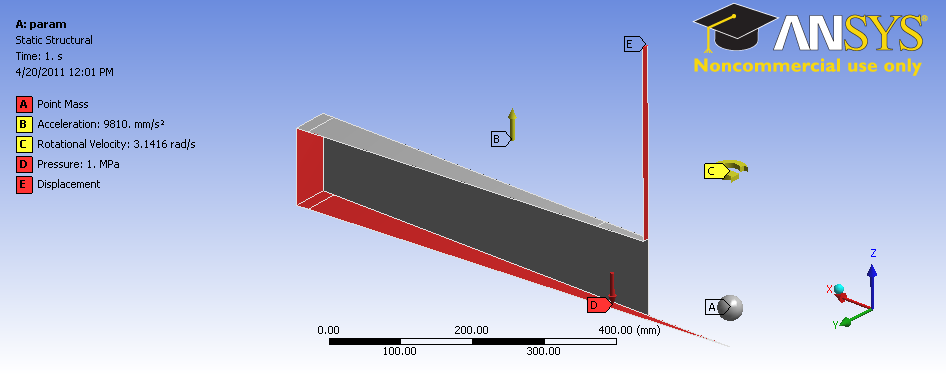 A: param
Static Structural
Time: 1. s
4/20/2011 12:01 PM
A Point Mass
B Acceleration: 9810. mm/s²
C Rotational Velocity: 3.1416 rad/s
D Pressure: 1. MPa
E Displacement
ANSYS®
Noncommercial use only
E
B
C
D
A
0.00 200.00 400.00 (mm)
100.00 300.00
Z
X
Y